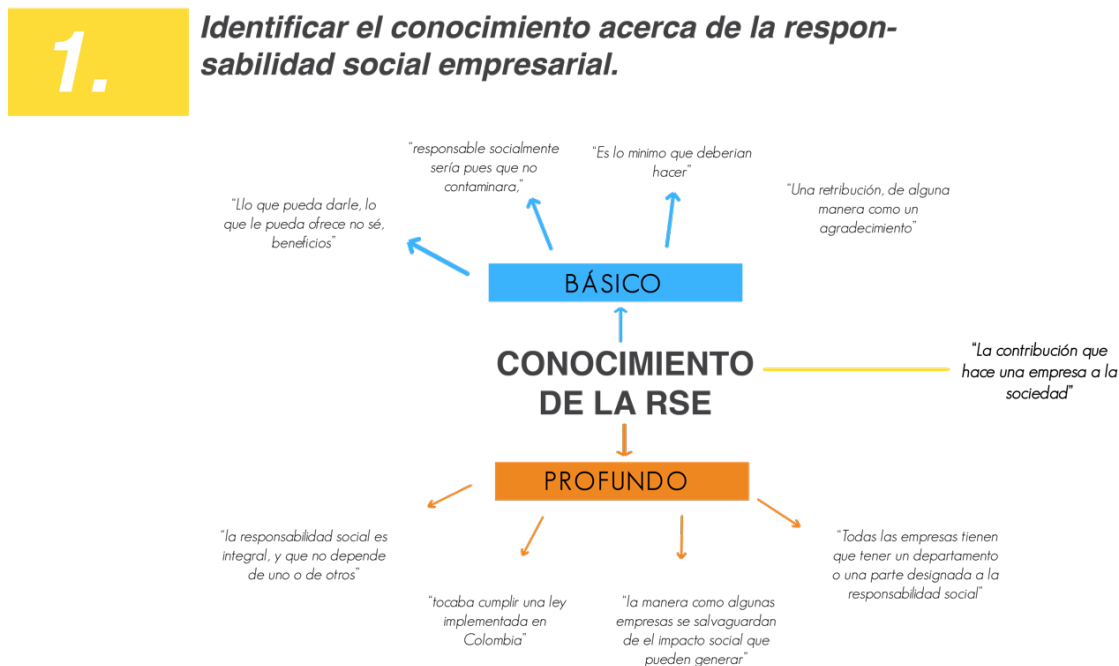 1.
Identificar el conocimiento acerca de la respon-
sabilidad social empresarial.
"responsable socialmente
sería pues que no
contaminara,"
"Es lo minimo que deberian
hacer"
"Una retribución, de alguna
manera como un
agradecimiento"
"Llo que pueda darle, lo
que le pueda ofrece no sé,
beneficios"
BÁSICO
CONOCIMIENTO
DE LA RSE
"La contribución que
hace una empresa a la
sociedad"
PROFUNDO
"la responsabilidad social es
integral, y que no depende
de uno o de otros"
"tocaba cumplir una ley
implementada en
Colombia"
"la manera como algunas
empresas se salvaguardan
de el impacto social que
pueden generar"
"Todas las empresas tienen
que tener un departamento
o una parte designada a la
responsabilidad social"